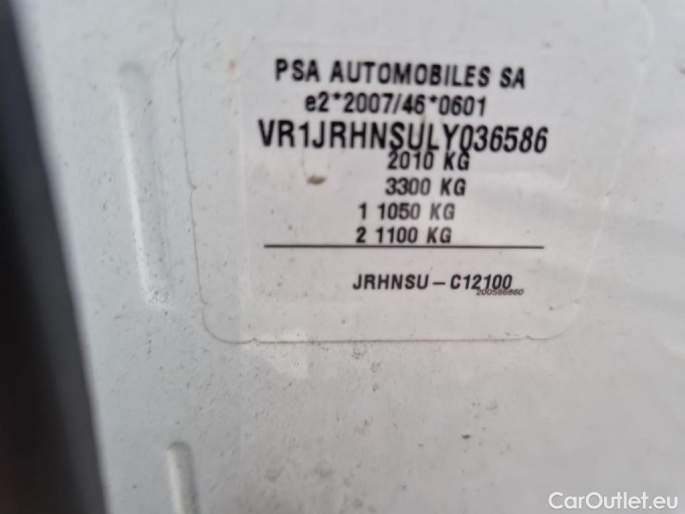 PSA AUTOMOBILES SA
e2*2007/46*0601
VR1JRHNSULY036586
2010 KG
3300 KG
1 1050 KG
2 1100 KG
JRHNSU-C12100
200586860
CarOutlet.eu